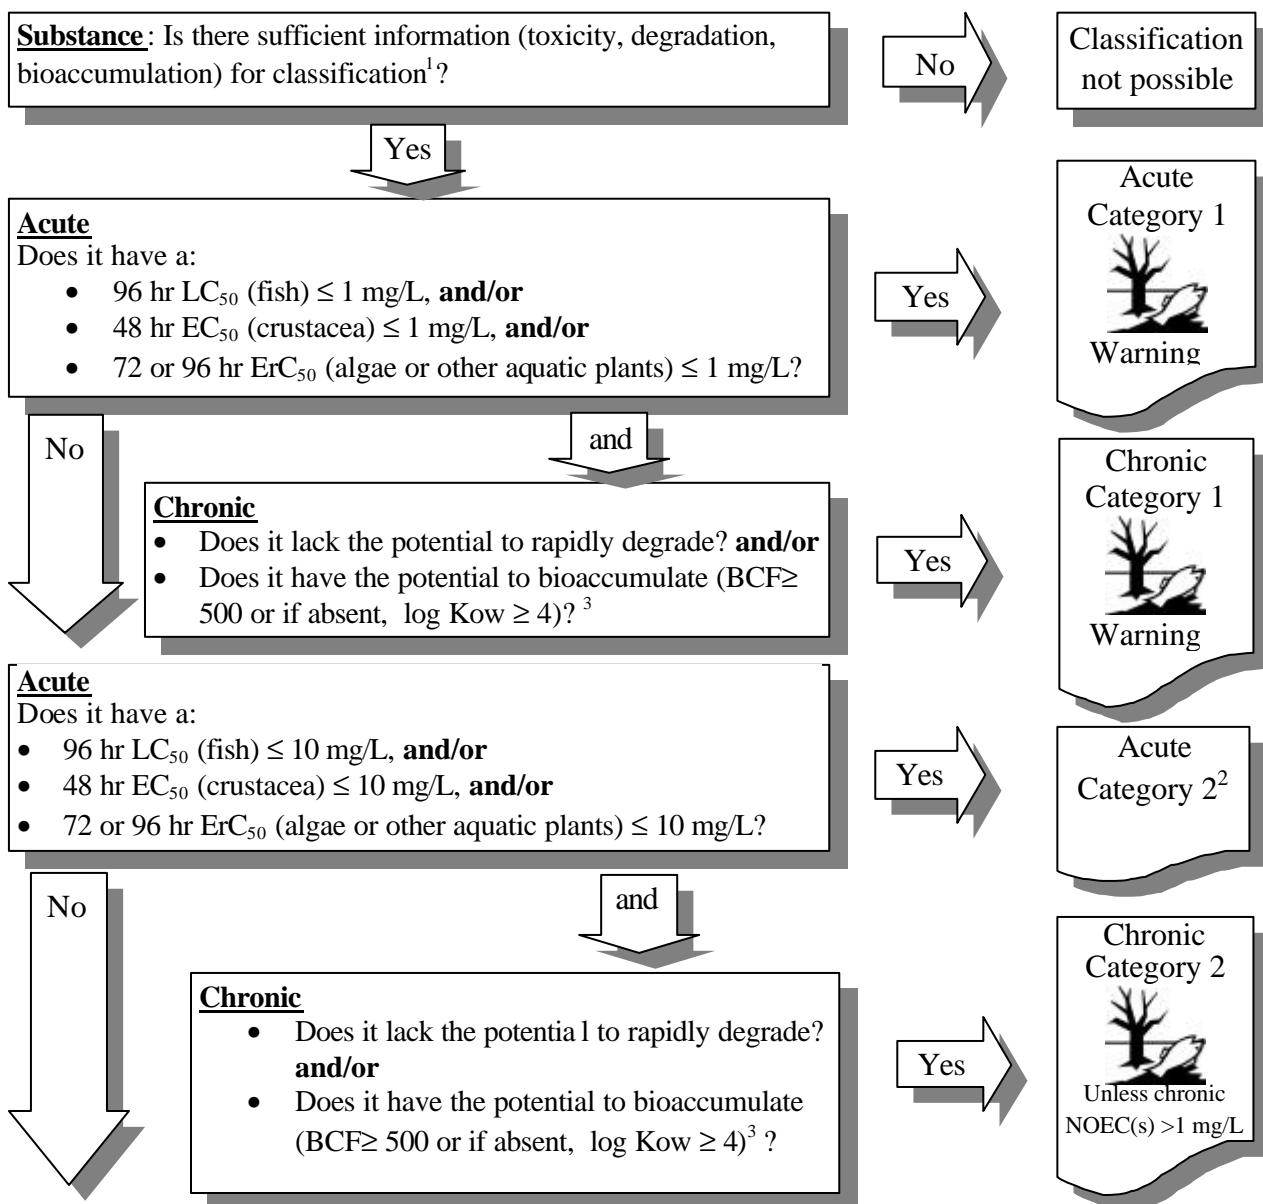 Substance: Is there sufficient information (toxicity, degradation,
bioaccumulation) for classification¹?
No
Classification
not possible
Yes
Acute
Does it have a:
• 96 hr LC₅₀ (fish) ≤ 1 mg/L, and/or
• 48 hr EC₅₀ (crustacea) ≤ 1 mg/L, and/or
• 72 or 96 hr ErC₅₀ (algae or other aquatic plants) ≤ 1 mg/L?
Yes
Acute
Category 1
Warning
No
and
Chronic
• Does it lack the potential to rapidly degrade? and/or
• Does it have the potential to bioaccumulate (BCF≥
500 or if absent, log Kow ≥ 4)? ³
Yes
Chronic
Category 1
Warning
Acute
Does it have a:
• 96 hr LC₅₀ (fish) ≤ 10 mg/L, and/or
• 48 hr EC₅₀ (crustacea) ≤ 10 mg/L, and/or
• 72 or 96 hr ErC₅₀ (algae or other aquatic plants) ≤ 10 mg/L?
Yes
Acute
Category 2²
No
and
Chronic
• Does it lack the potentia l to rapidly degrade?
and/or
• Does it have the potential to bioaccumulate
(BCF≥ 500 or if absent, log Kow ≥ 4)³ ?
Yes
Chronic
Category 2
Unless chronic
NOEC(s) >1 mg/L